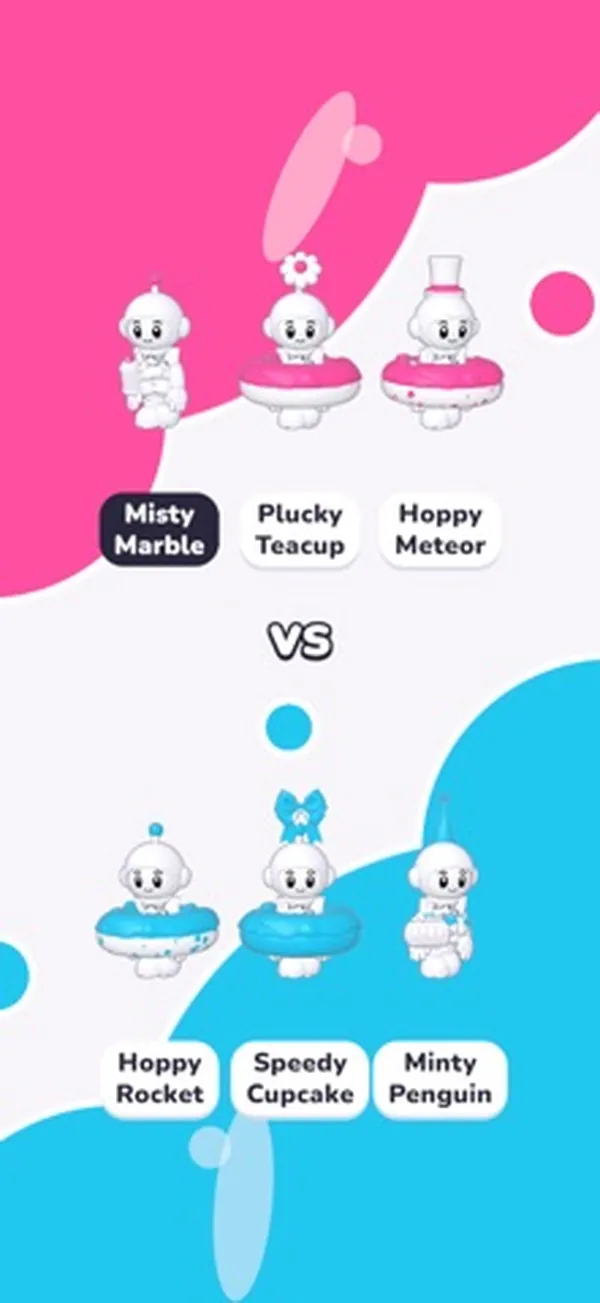 Misty
Marble
Plucky
Teacup
Hoppy
Meteor
VS
Hoppy
Rocket
Speedy
Cupcake
Minty
Penguin